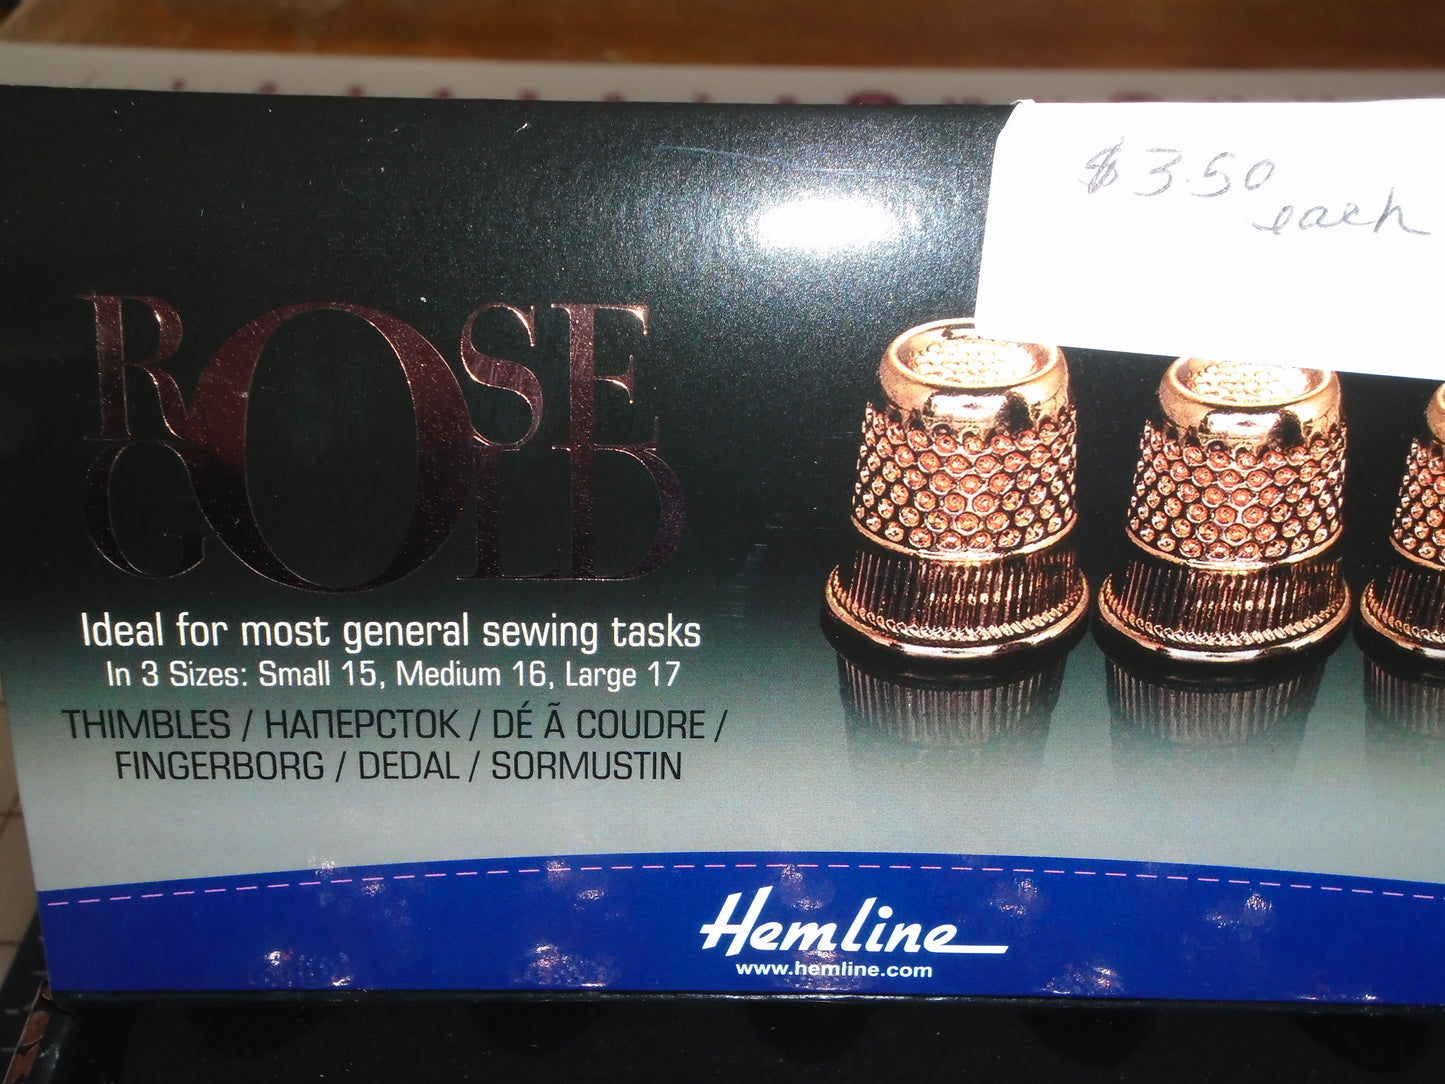 $3.50
each
ROSE
GOLD
Ideal for most general sewing tasks
In 3 Sizes: Small 15, Medium 16, Large 17
THIMBLES / НАПЕРСТОК / DÉ Ã COUDRE /
FINGERBORG / DEDAL / SORMUSTIN
Hemline
www.hemline.com